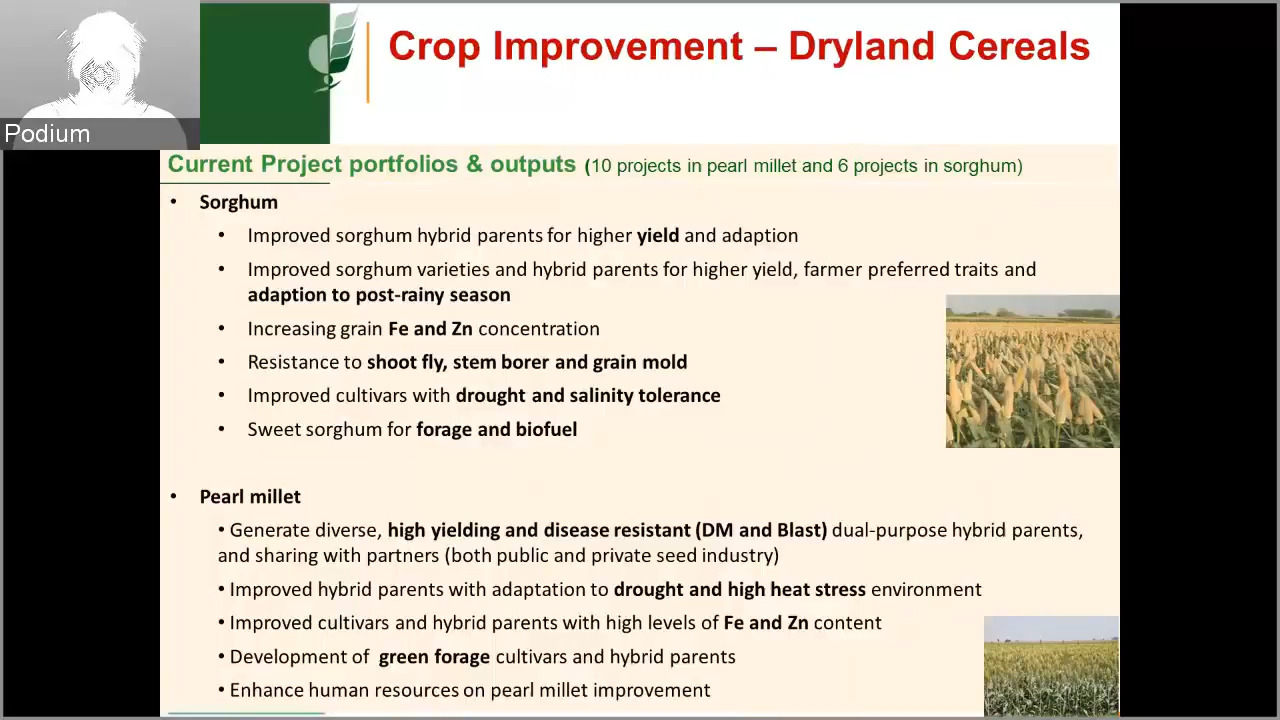 Crop Improvement – Dryland Cereals
Podium
Current Project portfolios & outputs (10 projects in pearl millet and 6 projects in sorghum)
• Sorghum
• Improved sorghum hybrid parents for higher yield and adaption
• Improved sorghum varieties and hybrid parents for higher yield, farmer preferred traits and
adaption to post-rainy season
• Increasing grain Fe and Zn concentration
• Resistance to shoot fly, stem borer and grain mold
• Improved cultivars with drought and salinity tolerance
• Sweet sorghum for forage and biofuel
• Pearl millet
• Generate diverse, high yielding and disease resistant (DM and Blast) dual-purpose hybrid parents,
and sharing with partners (both public and private seed industry)
• Improved hybrid parents with adaptation to drought and high heat stress environment
• Improved cultivars and hybrid parents with high levels of Fe and Zn content
• Development of green forage cultivars and hybrid parents
• Enhance human resources on pearl millet improvement